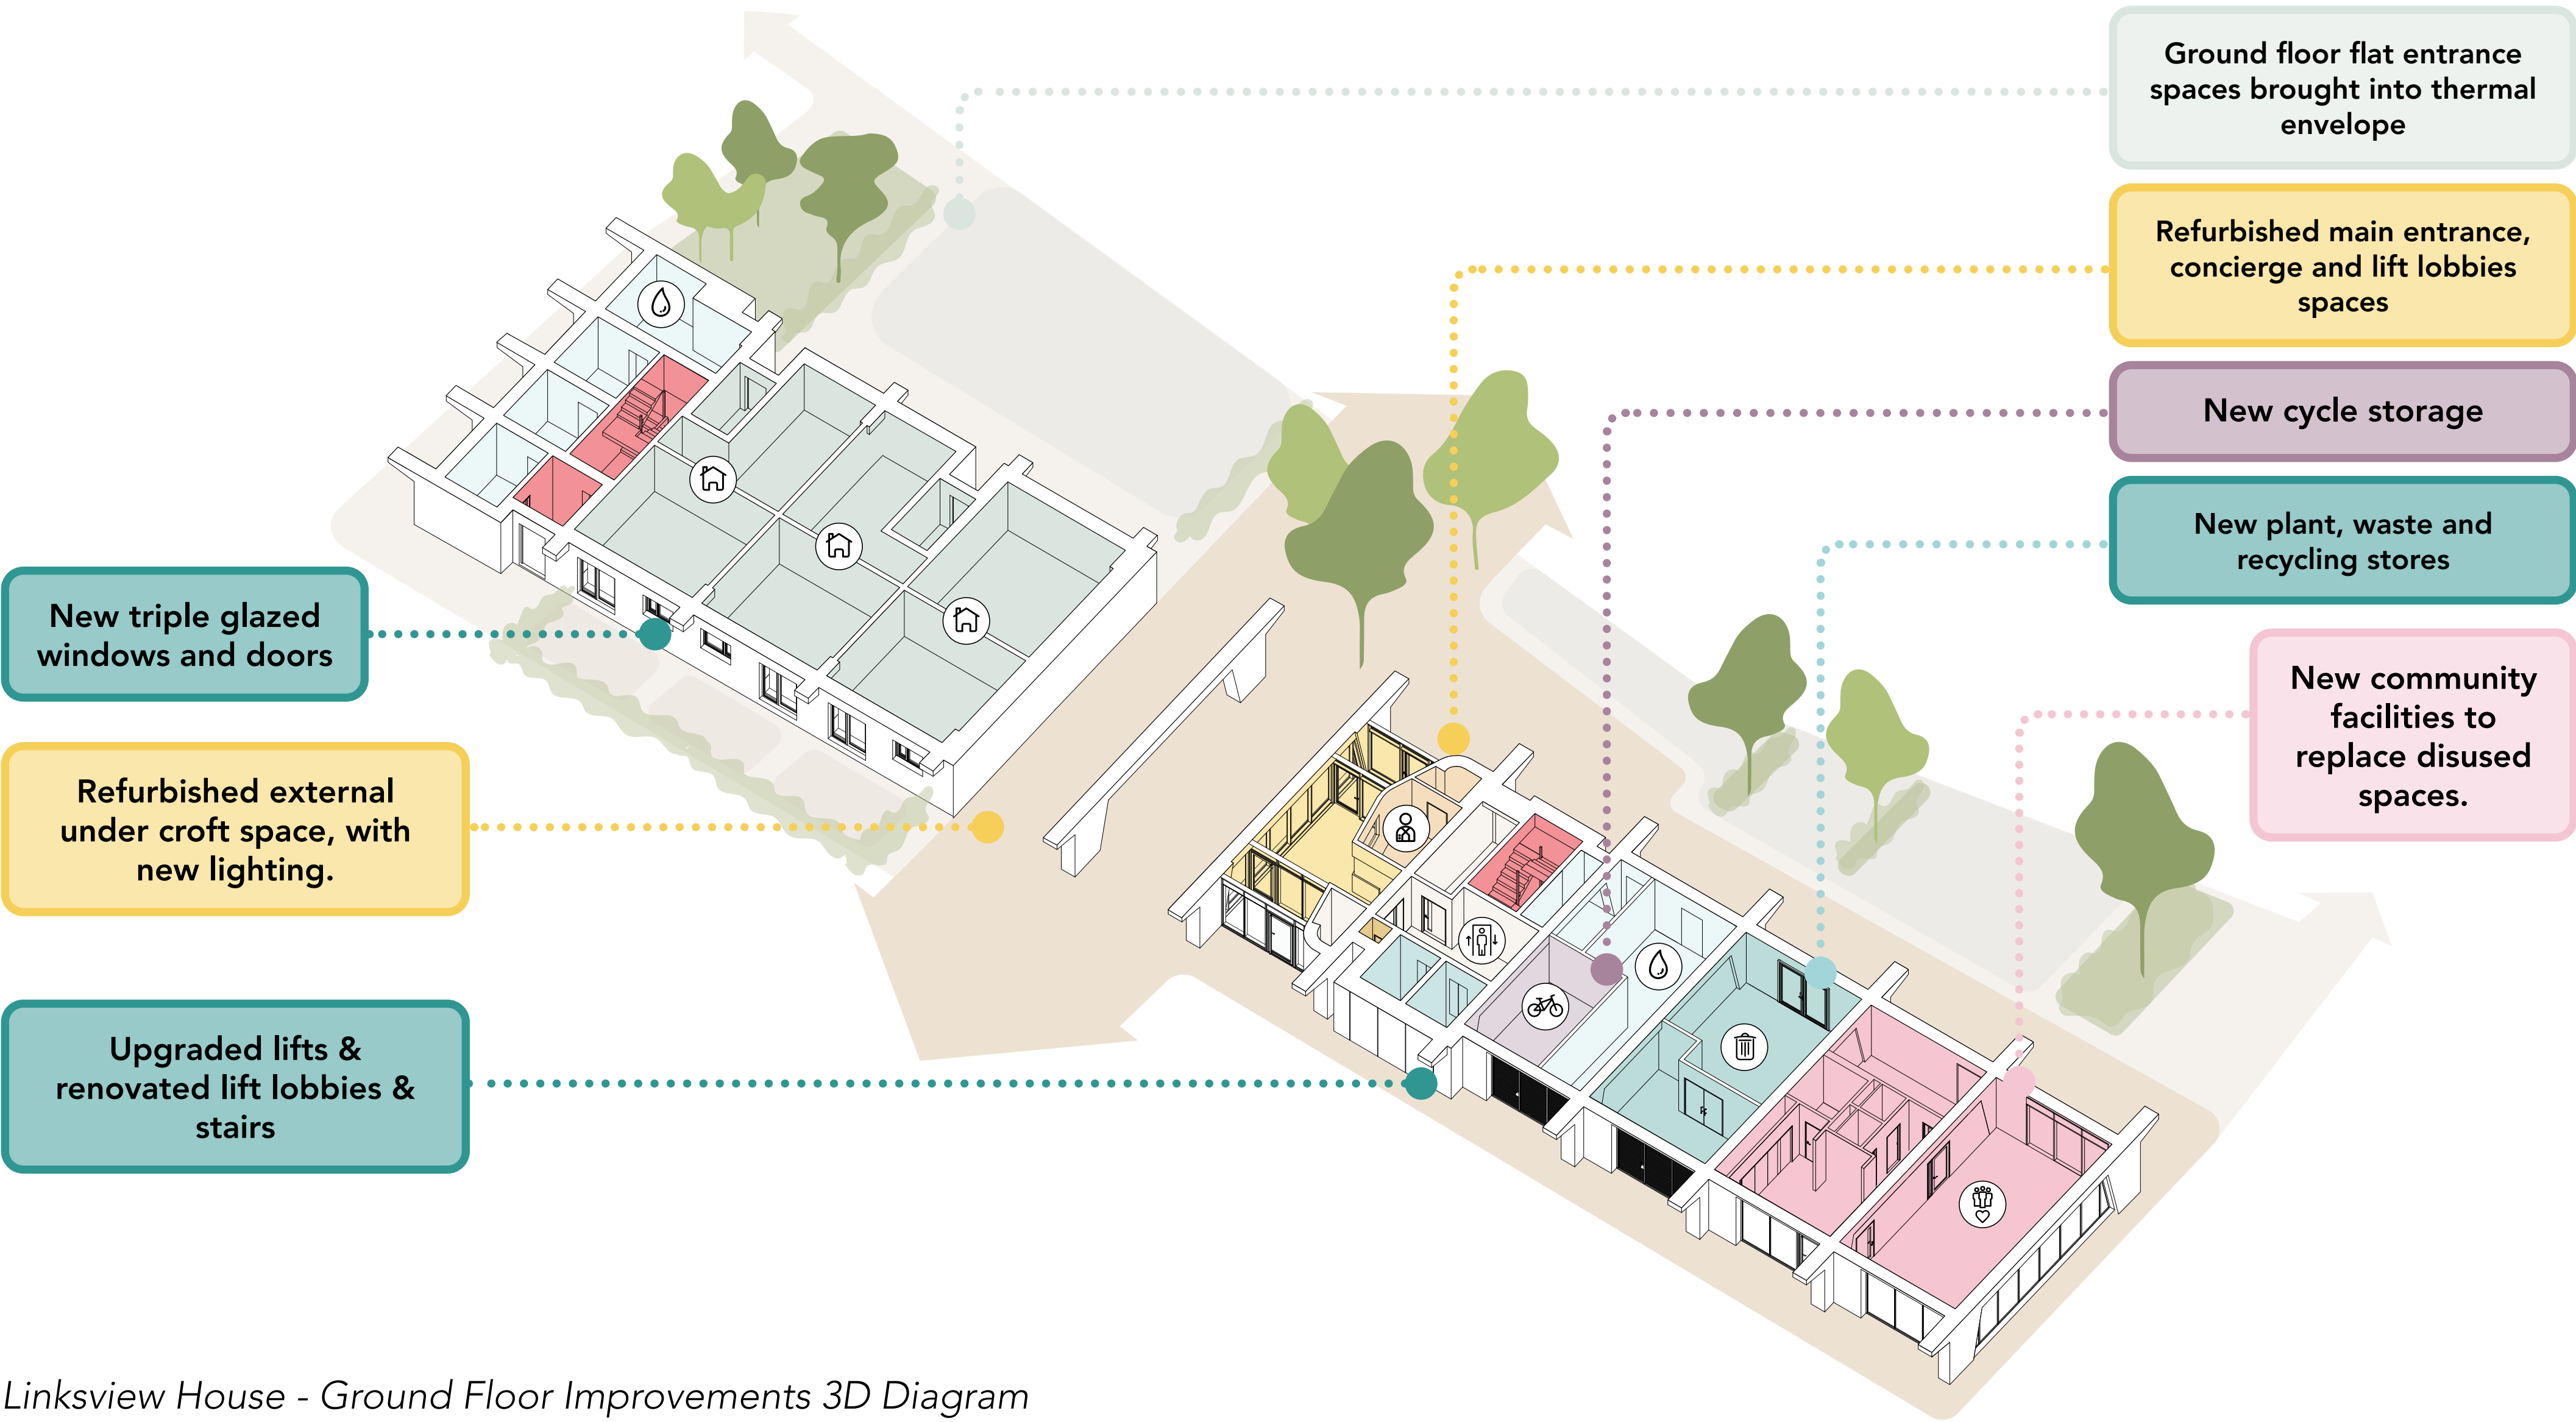 Ground floor flat entrance
spaces brought into thermal
envelope
Refurbished main entrance,
concierge and lift lobbies
spaces
New cycle storage
New plant, waste and
recycling stores
New community
facilities to
replace disused
spaces.
New triple glazed
windows and doors
Refurbished external
under croft space, with
new lighting.
Upgraded lifts &
renovated lift lobbies &
stairs
Linksview House - Ground Floor Improvements 3D Diagram